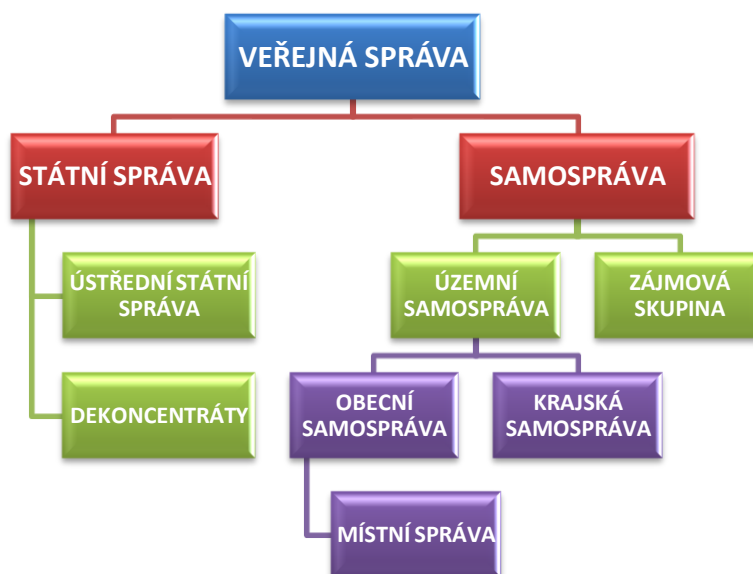 VEŘEJNÁ SPRÁVA
STÁTNÍ SPRÁVA
SAMOSPRÁVA
ÚSTŘEDNÍ STÁTNÍ
SPRÁVA
ÚZEMNÍ
SAMOSPRÁVA
ZÁJMOVÁ
SKUPINA
DEKONCENTRÁTY
OBECNÍ
SAMOSPRÁVA
KRAJSKÁ
SAMOSPRÁVA
MÍSTNÍ SPRÁVA